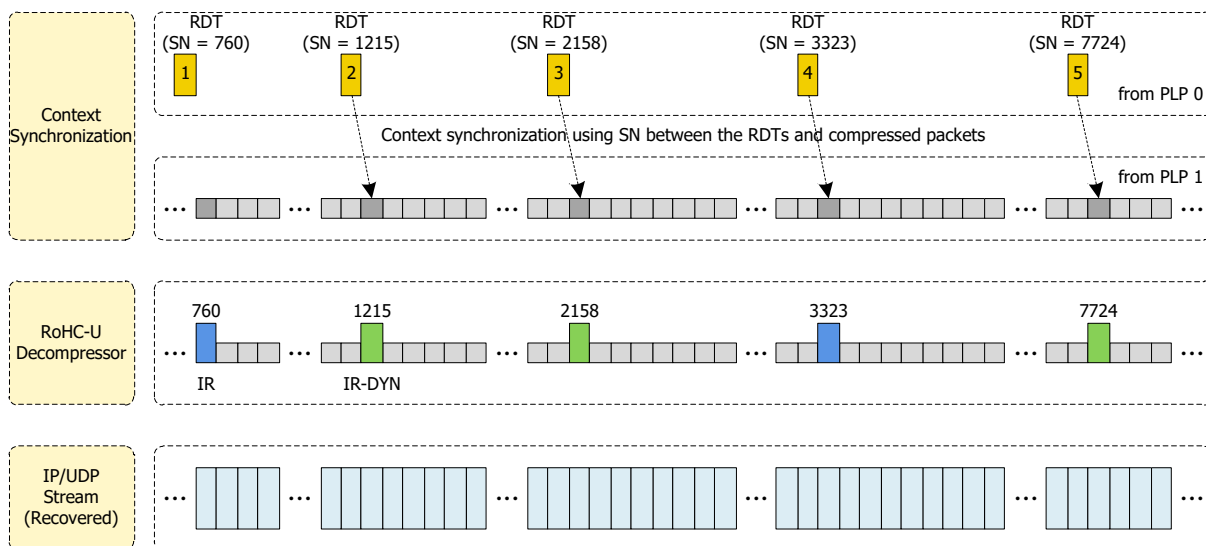 Context
Synchronization
RDT
(SN = 760)
RDT
(SN = 1215)
RDT
(SN = 2158)
RDT
(SN = 3323)
RDT
(SN = 7724)
1
2
3
4
5
from PLP 0
Context synchronization using SN between the RDTs and compressed packets
from PLP 1
... ... ... ... ... ...
RoHC-U
Decompressor
760
1215
2158
3323
7724
... ... ... ... ... ...
IR
IR-DYN
IP/UDP
Stream
(Recovered)
... ... ... ... ... ...